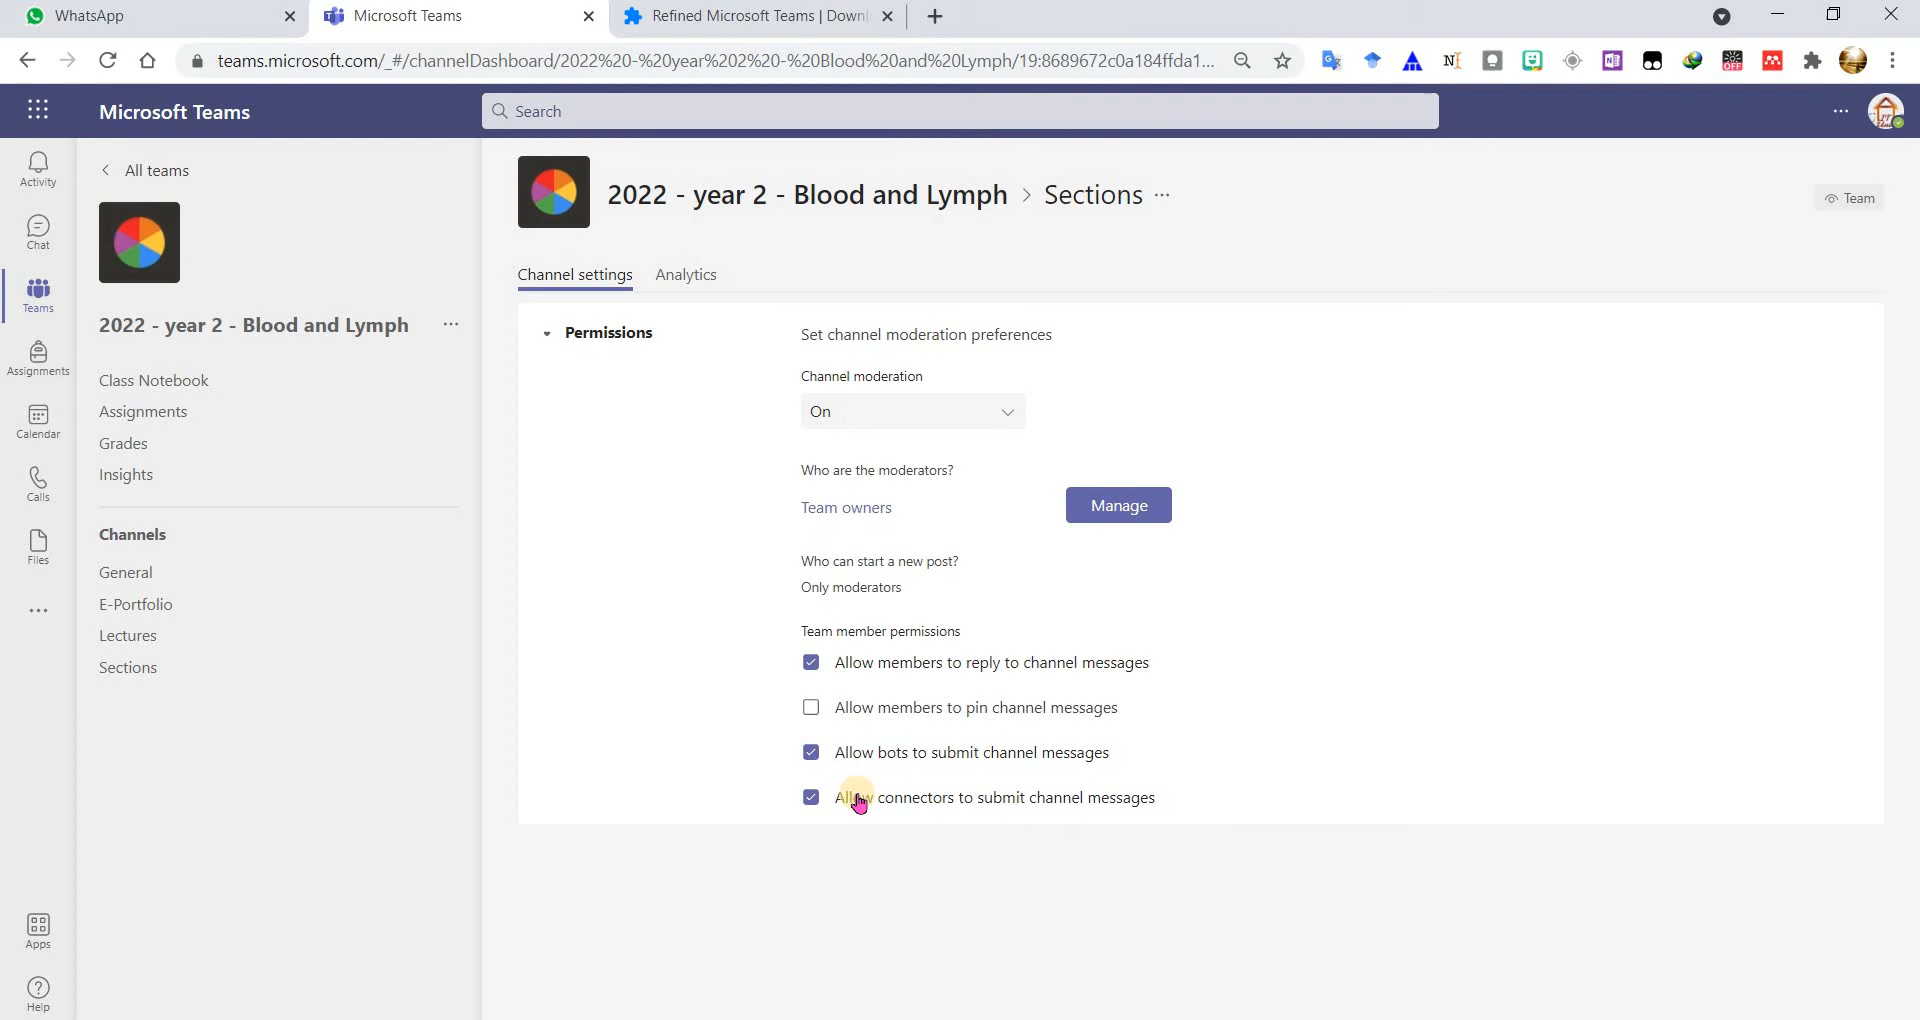 WhatsApp
Microsoft Teams
Refined Microsoft Teams | Downl
teams.microsoft.com/_#/channelDashboard/2022%20-%20year%202%20-%20Blood%20and%20Lymph/19:8689672c0a184ffda1...
OFF
Microsoft Teams
Search
Activity
Chat
Teams
Assignments
Calendar
Calls
Files
Apps
Help
All teams
2022 - year 2 - Blood and Lymph
Class Notebook
Assignments
Grades
Insights
Channels
General
E-Portfolio
Lectures
Sections
2022 - year 2 - Blood and Lymph > Sections ...
Team
Channel settings
Analytics
Permissions
Set channel moderation preferences
Channel moderation
On
Who are the moderators?
Team owners
Manage
Who can start a new post?
Only moderators
Team member permissions
Allow members to reply to channel messages
Allow members to pin channel messages
Allow bots to submit channel messages
Allow connectors to submit channel messages